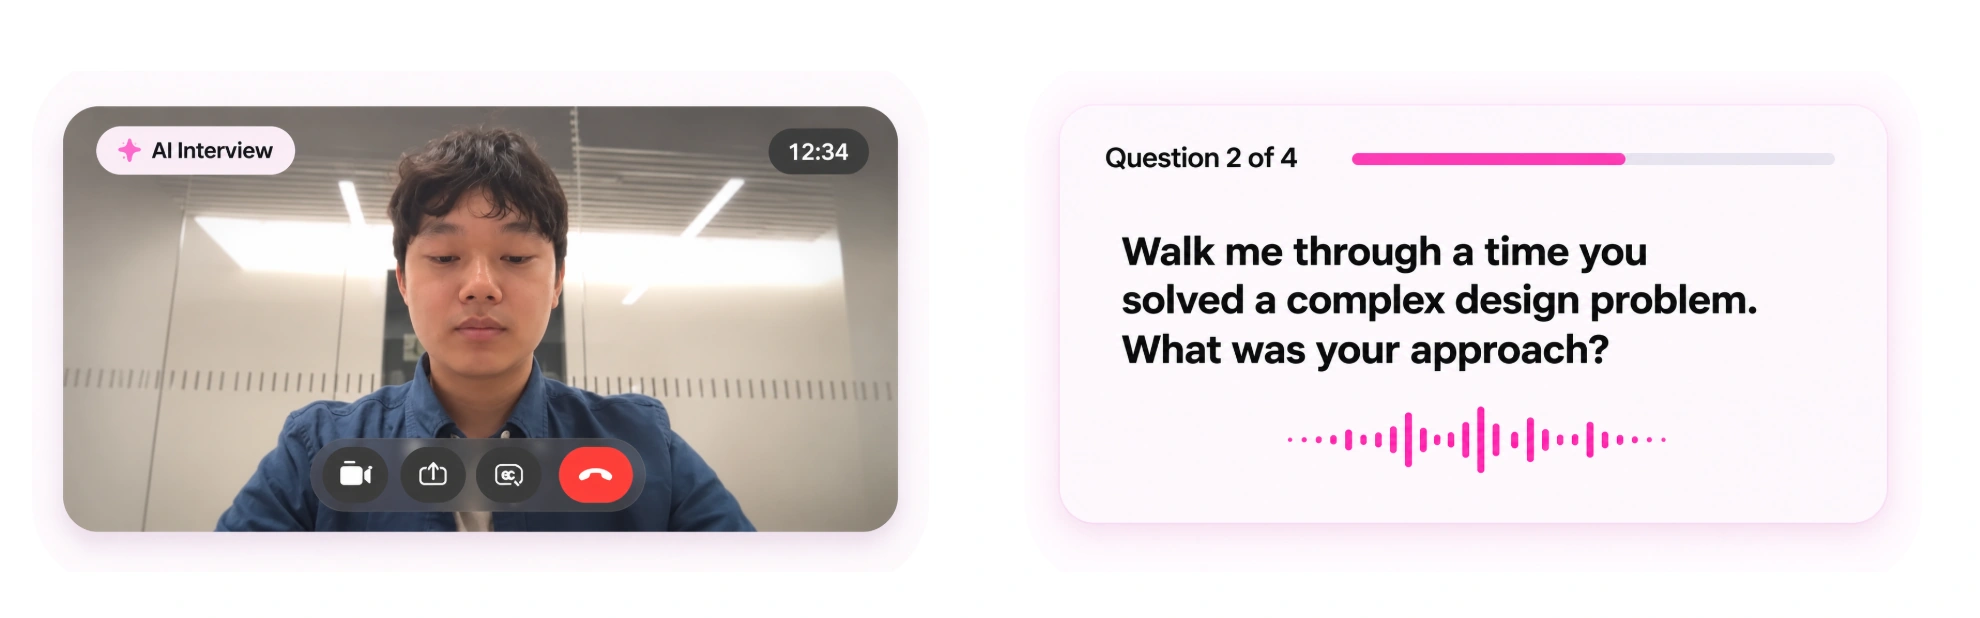 AI Interview
12:34
Question 2 of 4
Walk me through a time you
solved a complex design problem.
What was your approach?